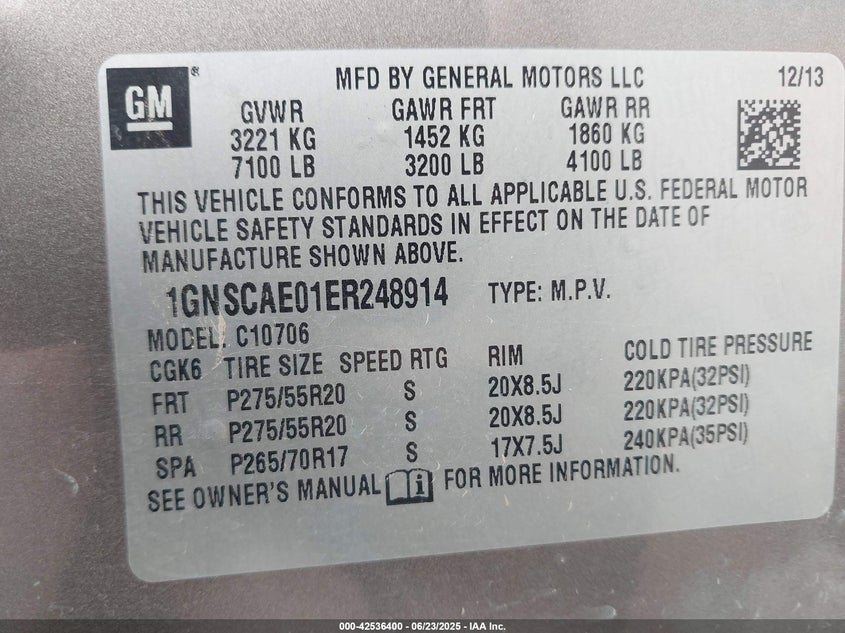 GM ®
MFD BY GENERAL MOTORS LLC 12/13
GVWR GAWR FRT GAWR RR
3221 KG 1452 KG 1860 KG
7100 LB 3200 LB 4100 LB
THIS VEHICLE CONFORMS TO ALL APPLICABLE U.S. FEDERAL MOTOR
VEHICLE SAFETY STANDARDS IN EFFECT ON THE DATE OF
MANUFACTURE SHOWN ABOVE.
1GNSCAE01ER248914 TYPE: M.P.V.
MODEL: C10706
CGK6 TIRE SIZE SPEED RTG RIM COLD TIRE PRESSURE
FRT P275/55R20 S 20X8.5J 220KPA(32PSI)
RR P275/55R20 S 20X8.5J 220KPA(32PSI)
SPA P265/70R17 S 17X7.5J 240KPA(35PSI)
SEE OWNER'S MANUAL i FOR MORE INFORMATION.
000-42536400 - 06/23/2025 - IAA Inc.